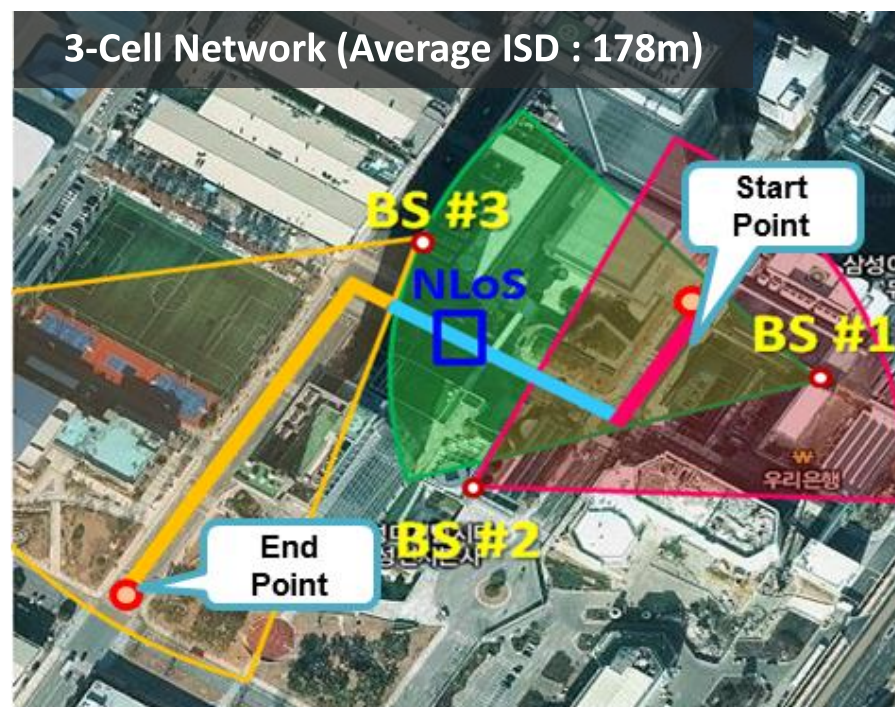 3-Cell Network (Average ISD : 178m)
Start
Point
BS #3
NLoS
삼성
BS #1
₩
우리은행
BS #2
End
Point